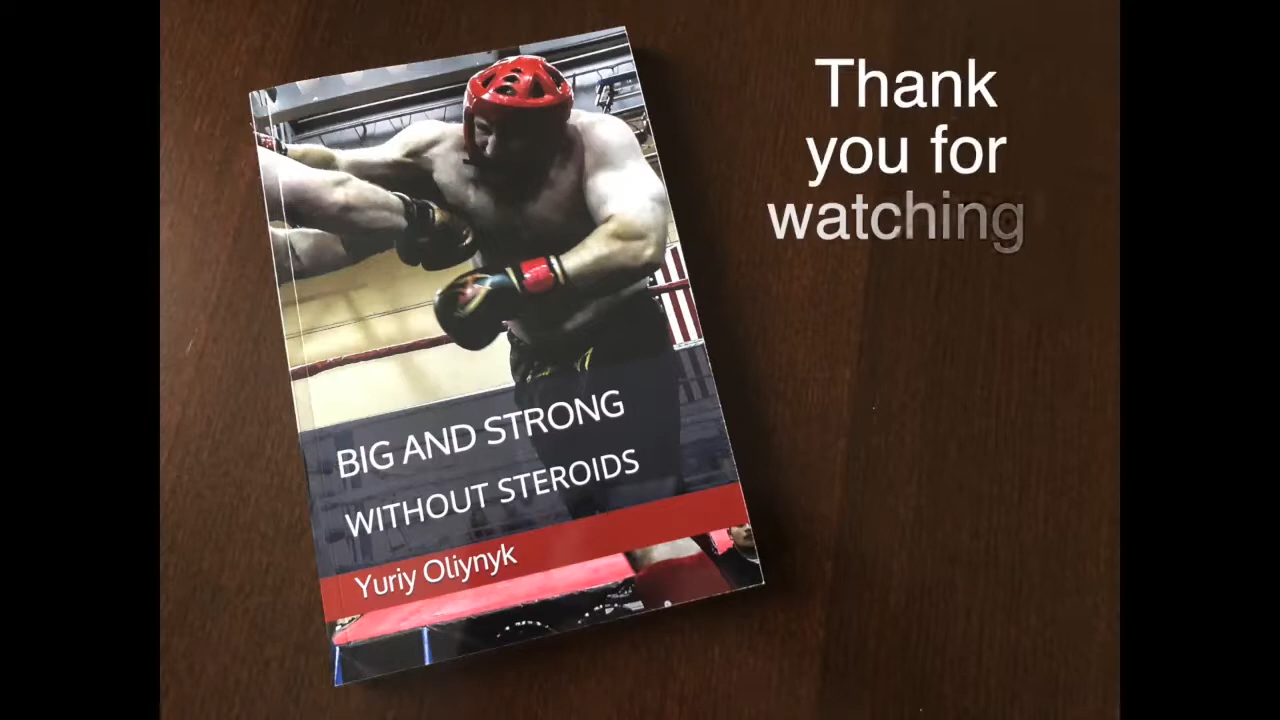 BIG AND STRONG
WITHOUT STEROIDS
Yuriy Oliynyk
Thank
you for
watching